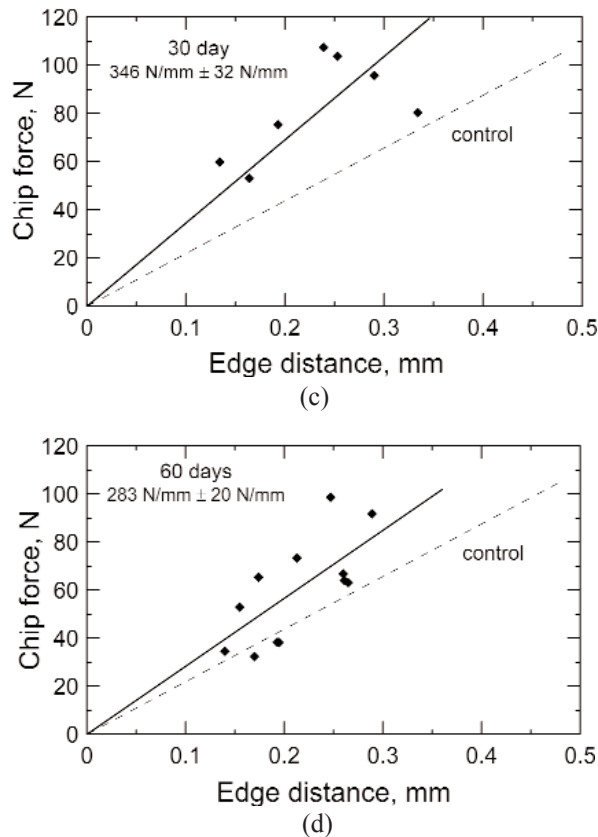 120
100
80
60
40
20
0
Chip force, N
30 day
346 N/mm ± 32 N/mm
control
0 0.1 0.2 0.3 0.4 0.5
Edge distance, mm
(c)
120
100
80
60
40
20
0
Chip force, N
60 days
283 N/mm ± 20 N/mm
control
0 0.1 0.2 0.3 0.4 0.5
Edge distance, mm
(d)